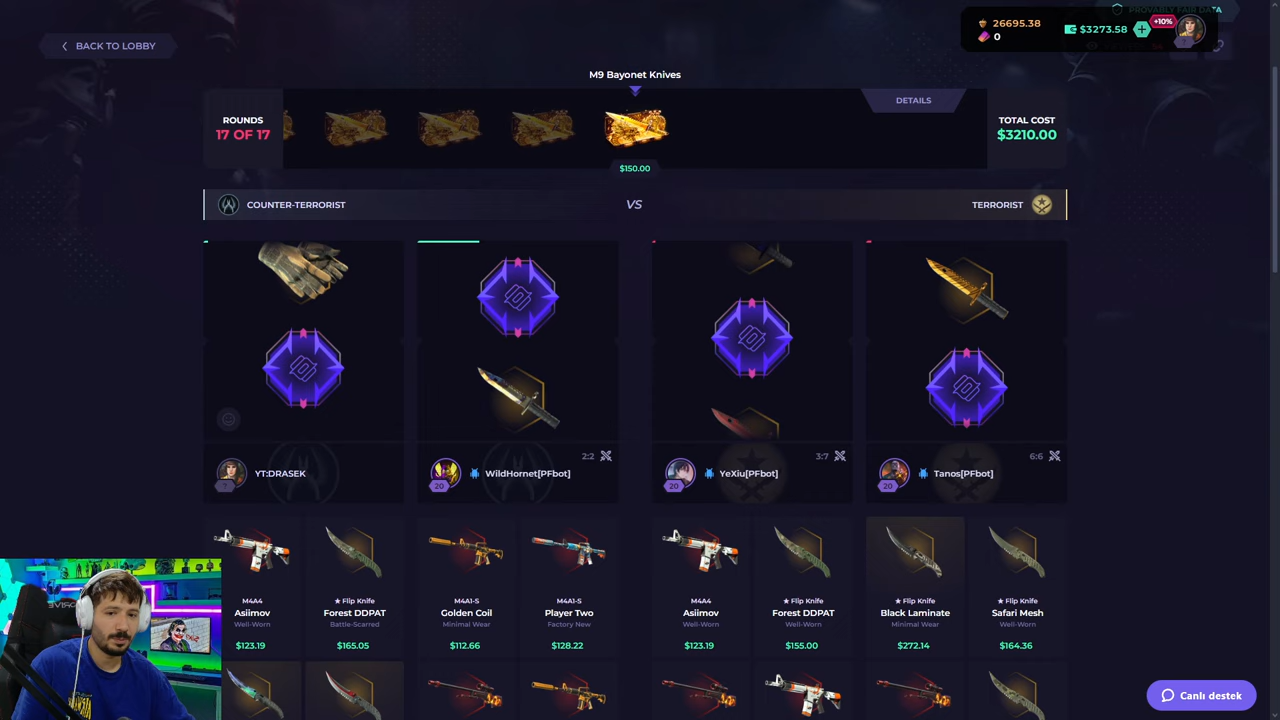 PROVABLY FAIR DATA
BACK TO LOBBY
26695.38
0
$3273.58
+10%
M9 Bayonet Knives
DETAILS
ROUNDS
17 OF 17
TOTAL COST
$3210.00
$150.00
COUNTER-TERRORIST
VS
TERRORIST
YT:DRASEK
2:2
20
WildHornet[PFbot]
3:7
20
YeXiu[PFbot]
6:6
20
Tanos[PFbot]
M4A4
Asiimov
Well-Worn
$123.19
★ Flip Knife
Forest DDPAT
Battle-Scarred
$165.05
M4A1-S
Golden Coil
Minimal Wear
$112.66
M4A1-S
Player Two
Factory New
$128.22
M4A4
Asiimov
Well-Worn
$123.19
★ Flip Knife
Forest DDPAT
Well-Worn
$155.00
★ Flip Knife
Black Laminate
Minimal Wear
$272.14
★ Flip Knife
Safari Mesh
Well-Worn
$164.36
Canlı destek